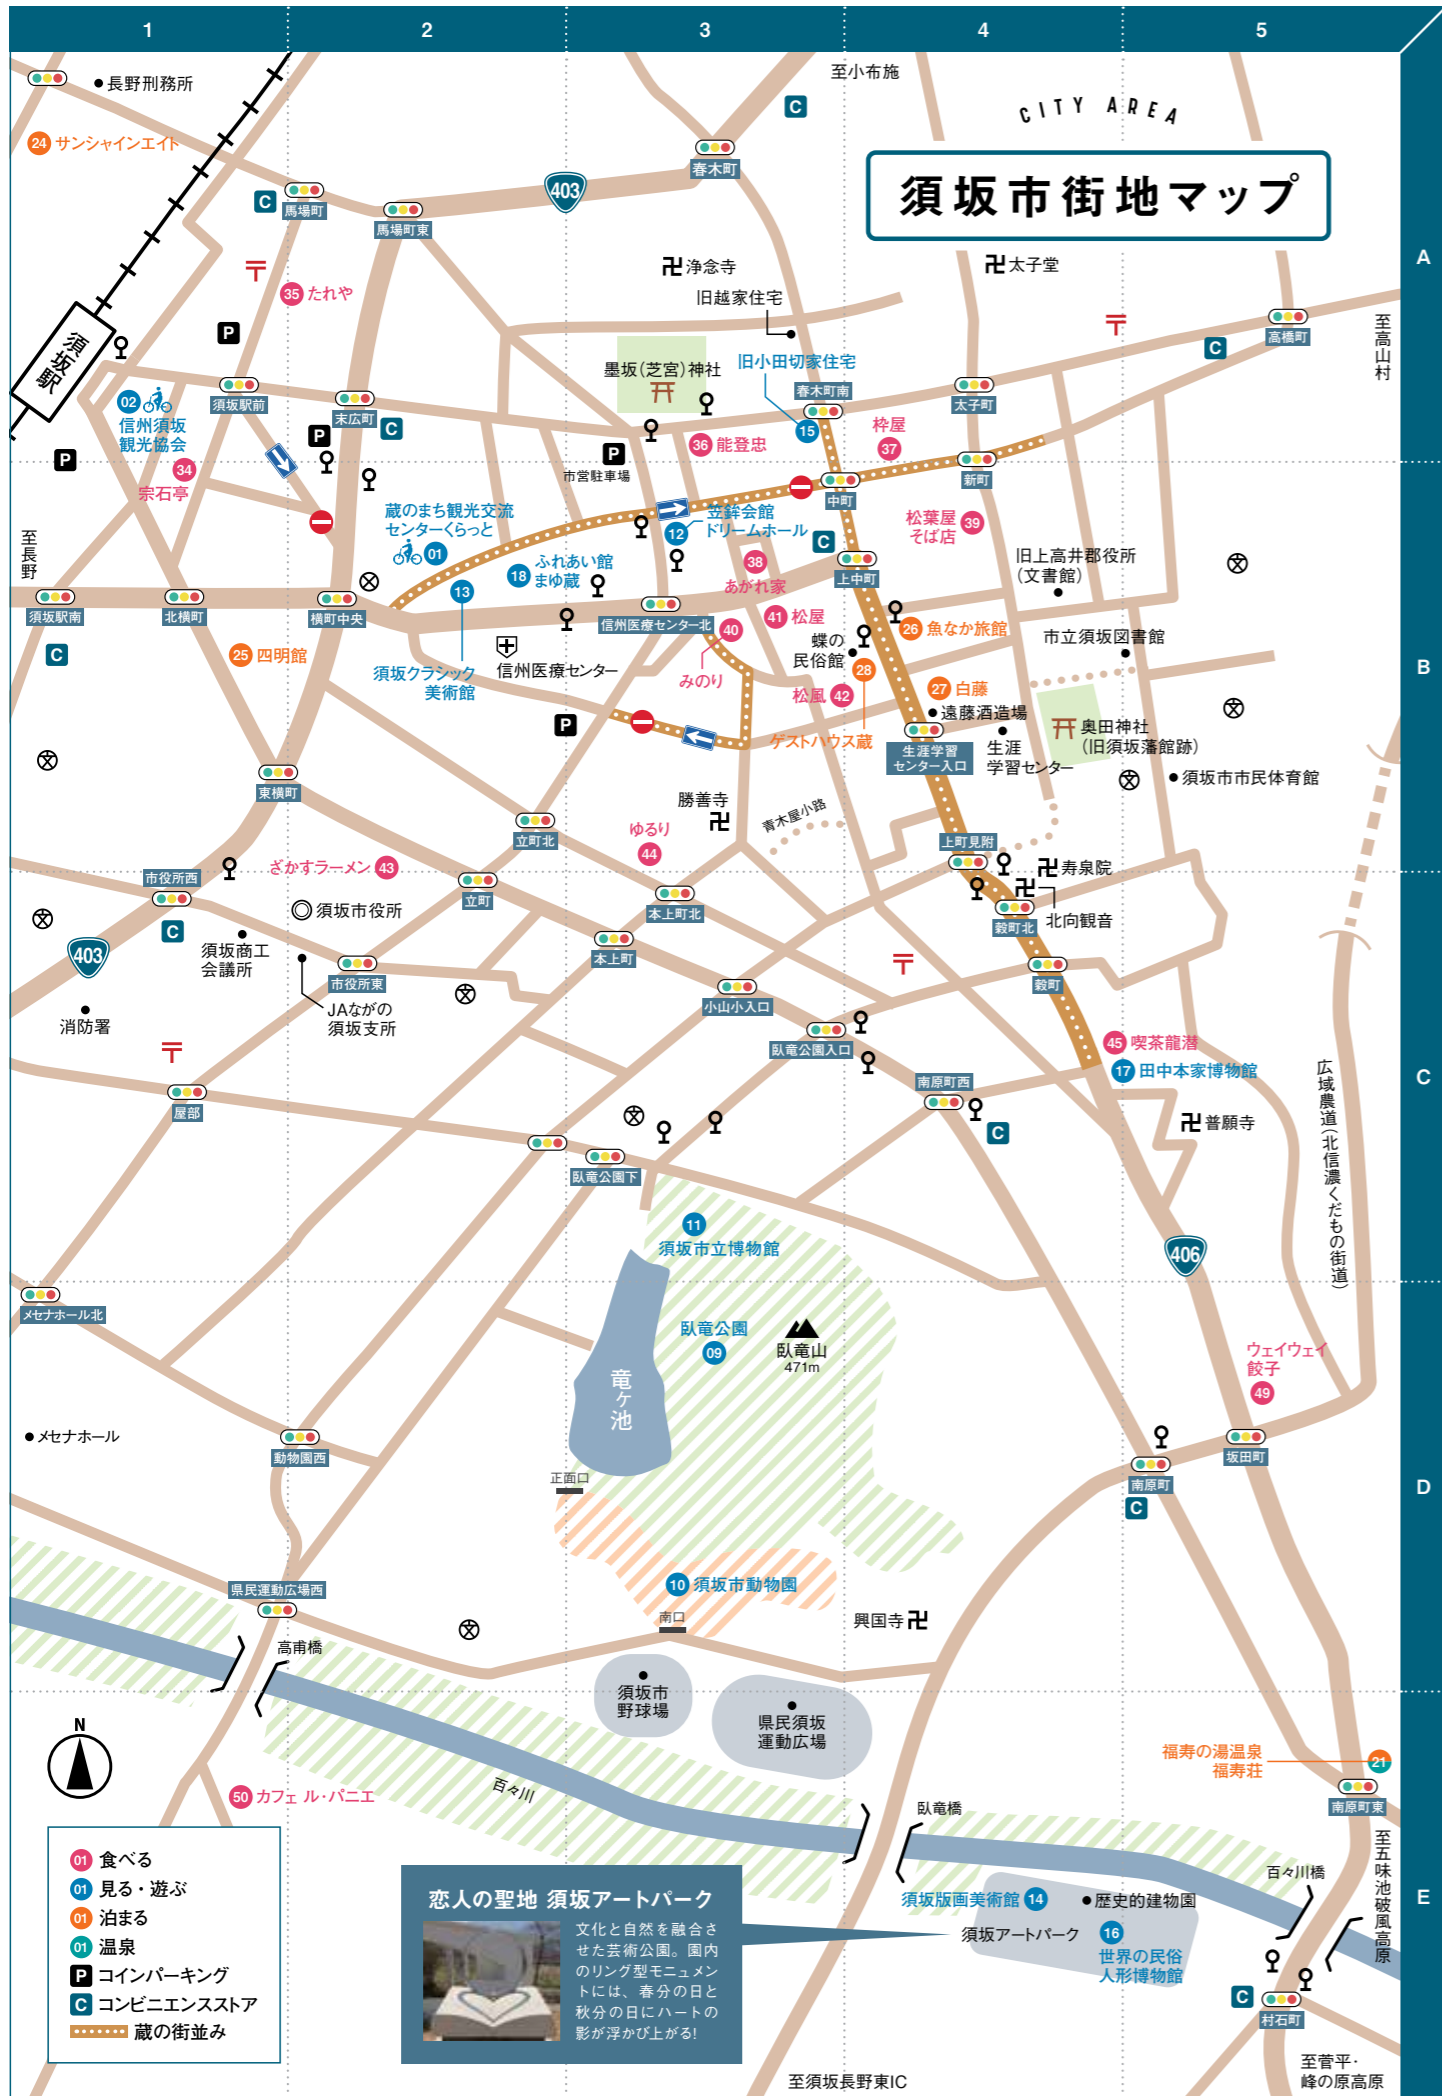 1
2
3
4
5
A
B
C
D
E
CITY AREA
須坂市街地マップ
長野刑務所
24 サンシャインエイト
C
馬場町
馬場町東
403
春木町
C
至小布施
35 たれや
P
須坂駅
02
信州須坂
観光協会
須坂駅前
末広町
C
P
P
34
宗石亭
卍浄念寺
旧越家住宅
墨坂(芝宮)神社
旧小田切家住宅
15
春木町南
36 能登忠
P
市営駐車場
卍太子堂
太子町
枠屋
37
新町
中町
C
高橋町
至高山村
至長野
須坂駅南
C
北横町
横町中央
25 四明館
蔵のまち観光交流
センターくらっと
01
13
須坂クラシック
美術館
18
ふれあい館
まゆ蔵
12
笠鉾会館
ドリームホール
38
あがれ家
C
上中町
信州医療センター北
信州医療センター
40
みのり
41 松屋
蝶の
民俗館
28
ゲストハウス蔵
松風 42
P
松葉屋
そば店
39
26 魚なか旅館
27 白藤
遠藤酒造場
生涯学習
センター入口
生涯
学習センター
旧上高井郡役所
(文書館)
市立須坂図書館
奥田神社
(旧須坂藩館跡)
須坂市市民体育館
東横町
立町北
勝善寺
卍
青木屋小路
ゆるり
44
ざかすラーメン 43
上町見附
卍寿泉院
卍
北向観音
穀町北
穀町
市役所西
C
403
須坂商工
会議所
須坂市役所
立町
JAながの
須坂支所
市役所東
消防署
屋部
本上町
本上町北
小山小入口
臥竜公園入口
南原町西
C
臥竜公園下
45 喫茶龍潜
17 田中本家博物館
卍普願寺
広域農道(北信濃くだもの街道)
406
11
須坂市立博物館
臥竜公園
09
臥竜山
471m
竜ヶ池
正面口
10 須坂市動物園
南口
メセナホール北
メセナホール
動物園西
県民運動広場西
高甫橋
ウェイウェイ
餃子
49
坂田町
南原町
C
興国寺卍
須坂市
野球場
県民須坂
運動広場
N
50 カフェ ル・パニエ
百々川
臥竜橋
福寿の湯温泉
福寿荘
21
南原町東
至五味池破風高原
百々川橋
須坂版画美術館 14
歴史的建物園
須坂アートパーク
16
世界の民俗
人形博物館
C
村石町
至菅平・
峰の原高原
至須坂長野東IC
恋人の聖地 須坂アートパーク
文化と自然を融合さ
せた芸術公園。園内
のリング型モニュメン
トには、春分の日と
秋分の日にハートの
影が浮かび上がる!
01 食べる
01 見る・遊ぶ
01 泊まる
01 温泉
P コインパーキング
C コンビニエンスストア
蔵の街並み